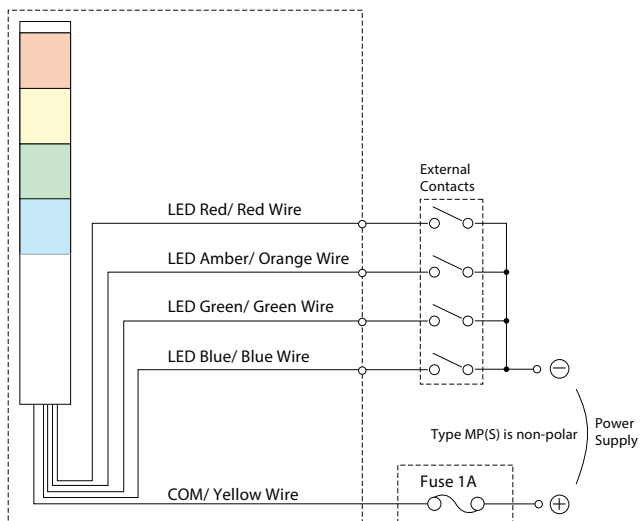 External
Contacts
LED Red/ Red Wire
LED Amber/ Orange Wire
LED Green/ Green Wire
LED Blue/ Blue Wire
−
Type MP(S) is non-polar
Power
Supply
Fuse 1A
COM/ Yellow Wire
+